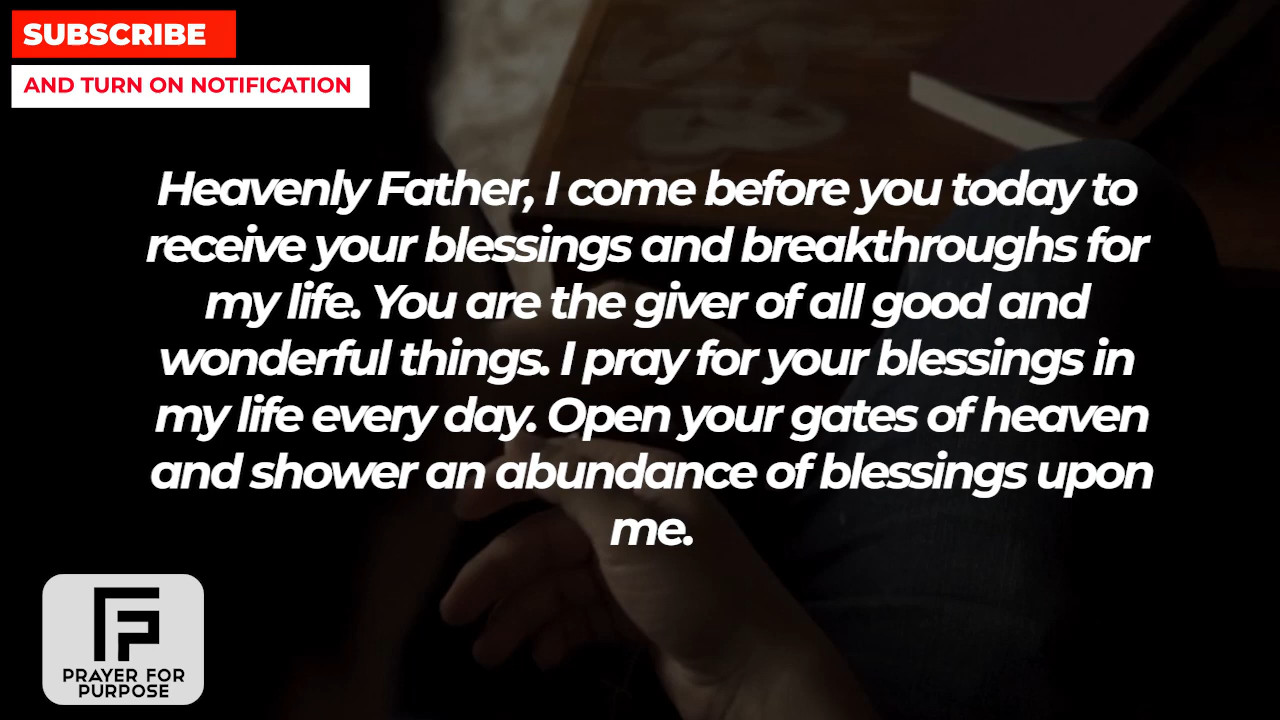 SUBSCRIBE
AND TURN ON NOTIFICATION
Heavenly Father, I come before you today to
receive your blessings and breakthroughs for
my life. You are the giver of all good and
wonderful things. I pray for your blessings in
my life every day. Open your gates of heaven
and shower an abundance of blessings upon
me.
PRAYER FOR
PURPOSE